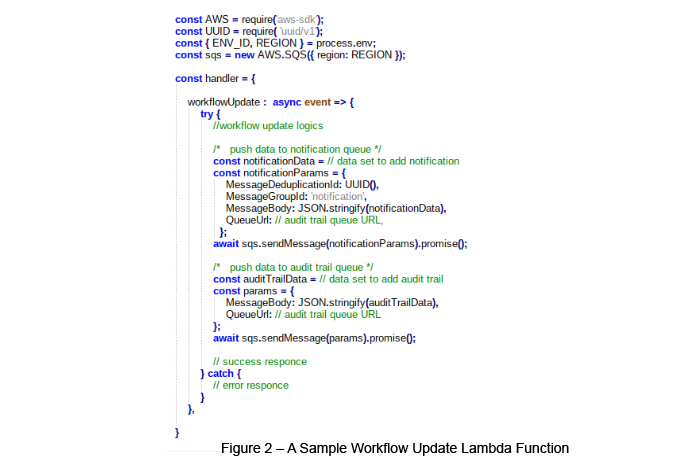 const AWS = require('aws-sdk');
const UUID = require( 'uuid/v1');
const { ENV_ID, REGION } = process.env;
const sqs = new AWS.SQS({ region: REGION });
const handler = {
workflowUpdate : async event => {
try {
//workflow update logics
/* push data to notification queue */
const notificationData = // data set to add notification
const notificationParams = {
MessageDeduplicationId: UUID(),
MessageGroupId: 'notification',
MessageBody: JSON.stringify(notificationData),
QueueUrl: // audit trail queue URL,
};
await sqs.sendMessage(notificationParams).promise();
/* push data to audit trail queue */
const auditTrailData = // data set to add audit trail
const params = {
MessageBody: JSON.stringify(auditTrailData),
QueueUrl: // audit trail queue URL
};
await sqs.sendMessage(params).promise();
// success responce
} catch {
// error responce
}
},
}
Figure 2 – A Sample Workflow Update Lambda Function